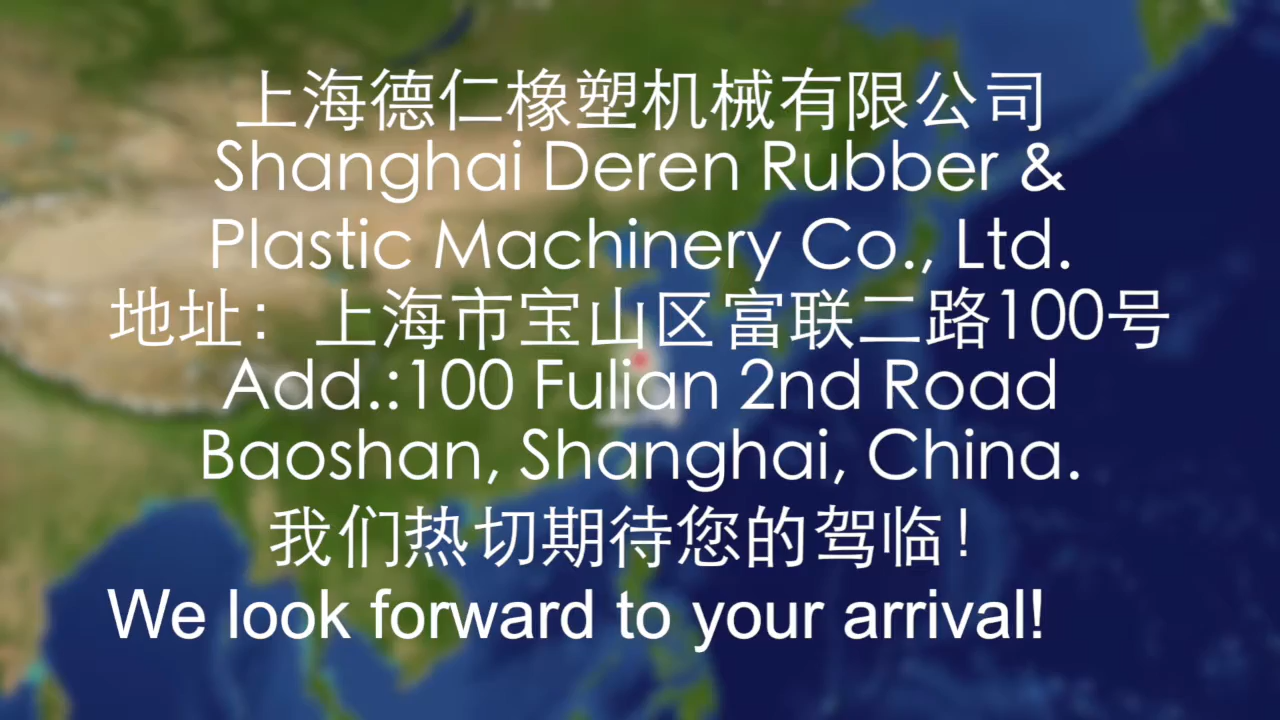 上海德仁橡塑机械有限公司
Shanghai Deren Rubber &
Plastic Machinery Co., Ltd.
地址：上海市宝山区富联二路100号
Add.:100 Fulian 2nd Road
Baoshan, Shanghai, China.
我们热切期待您的驾临！
We look forward to your arrival!